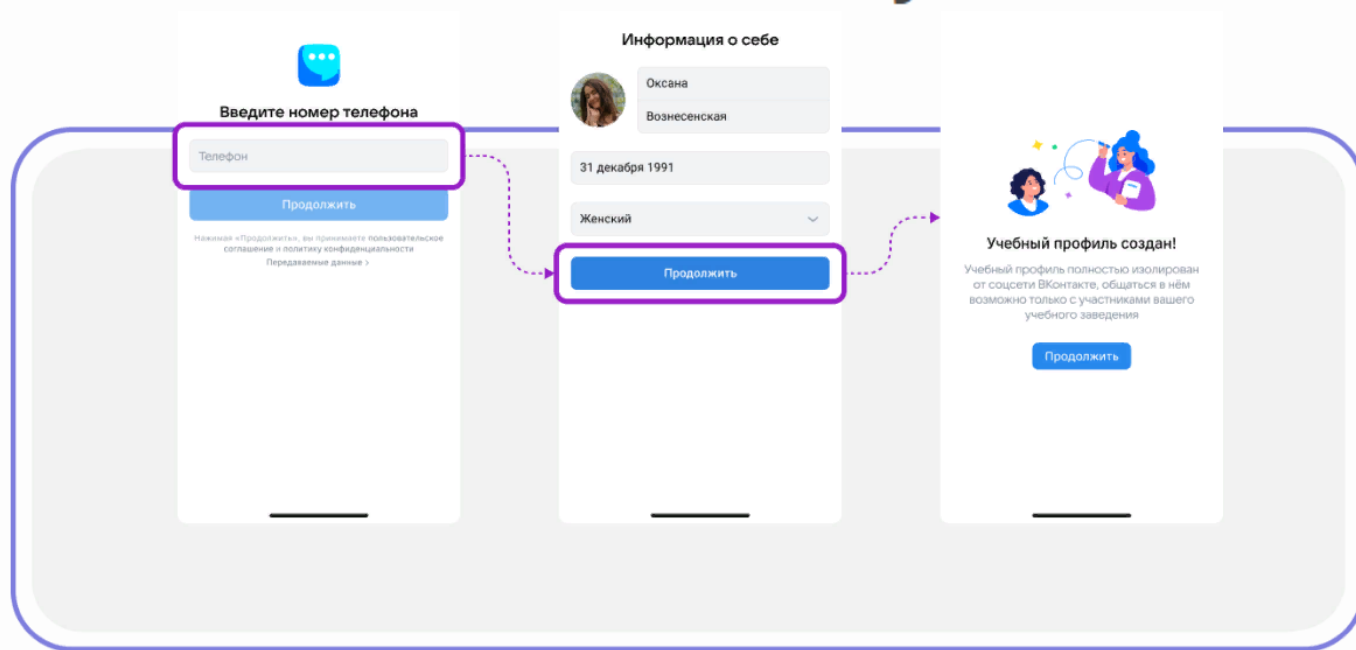 Введите номер телефона
Телефон
Продолжить
Нажимая «Продолжить», вы принимаете пользовательское
соглашение и политику конфиденциальности
Передаваемые данные >
Информация о себе
Оксана
Вознесенская
31 декабря 1991
Женский
Продолжить
Учебный профиль создан!
Учебный профиль полностью изолирован
от соцсети ВКонтакте, общаться в нём
возможно только с участниками вашего
учебного заведения
Продолжить